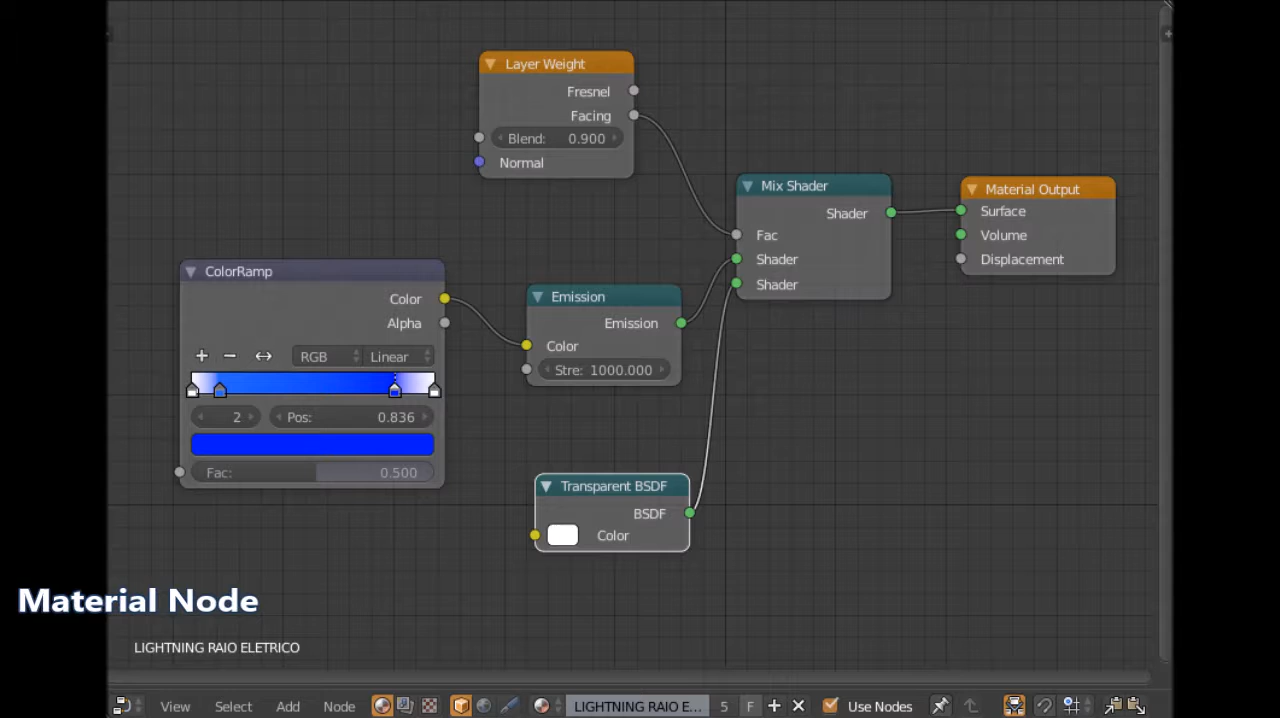 Layer Weight
Fresnel
Facing
Blend: 0.900
Normal
Mix Shader
Shader
Fac
Shader
Shader
Material Output
Surface
Volume
Displacement
ColorRamp
Color
Alpha
RGB Linear
2 Pos: 0.836
Fac: 0.500
Emission
Emission
Color
Stre: 1000.000
Transparent BSDF
BSDF
Color
Material Node
LIGHTNING RAIO ELETRICO
View Select Add Node LIGHTNING RAIO E... 5 F Use Nodes